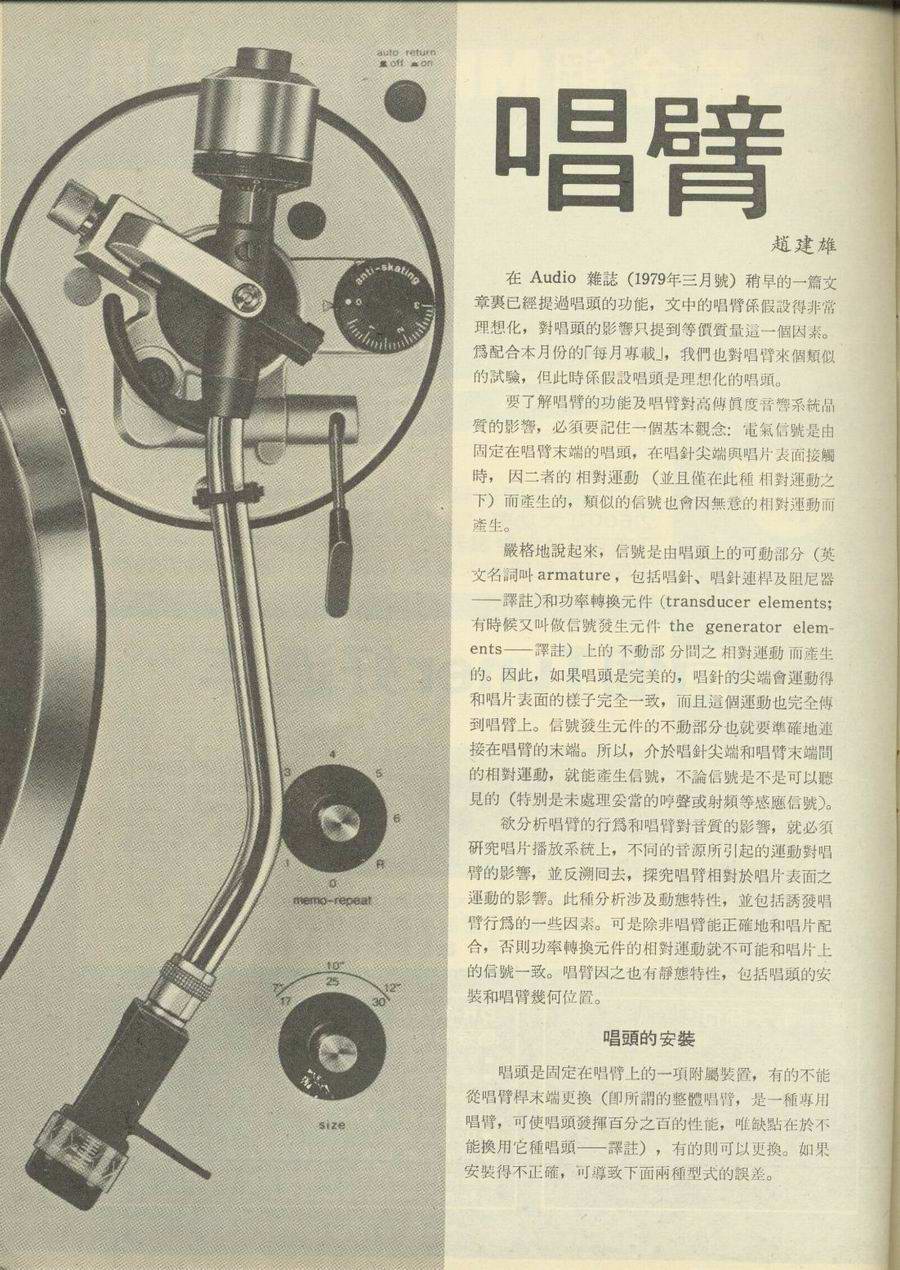 auto return
off on
anti-skating
0
1
2
3
4
3 5
6
1 R
0
memo-repeat
10"
7" 25 12"
17 30
size
唱臂
趙建雄
在 Audio 雜誌 (1979年三月號) 稍早的一篇文
章裏已經提過唱頭的功能，文中的唱臂係假設得非常
理想化，對唱頭的影響只提到等價質量這一個因素。
爲配合本月份的「每月專載」，我們也對唱臂來個類似
的試驗，但此時係假設唱頭是理想化的唱頭。
要了解唱臂的功能及唱臂對高傳眞度音響系統品
質的影響，必須要記住一個基本觀念：電氣信號是由
固定在唱臂末端的唱頭，在唱針尖端與唱片表面接觸
時，因二者的相對運動（並且僅在此種相對運動之
下）而產生的，類似的信號也會因無意的相對運動而
產生。
嚴格地說起來，信號是由唱頭上的可動部分（英
文名詞叫 armature，包括唱針、唱針連桿及阻尼器
——譯註)和功率轉換元件 (transducer elements;
有時候又叫做信號發生元件 the generator elem-
ents——譯註）上的不動部分間之相對運動而產生
的。因此，如果唱頭是完美的，唱針的尖端會運動得
和唱片表面的樣子完全一致，而且這個運動也完全傳
到唱臂上。信號發生元件的不動部分也就要準確地連
接在唱臂的末端。所以，介於唱針尖端和唱臂末端間
的相對運動，就能產生信號，不論信號是不是可以聽
見的（特別是未處理妥當的哼聲或射頻等感應信號）。
欲分析唱臂的行爲和唱臂對音質的影響，就必須
研究唱片播放系統上，不同的音源所引起的運動對唱
臂的影響，並反溯回去，探究唱臂相對於唱片表面之
運動的影響。此種分析涉及動態特性，並包括誘發唱
臂行爲的一些因素。可是除非唱臂能正確地和唱片配
合，否則功率轉換元件的相對運動就不可能和唱片上
的信號一致。唱臂因之也有靜態特性，包括唱頭的安
裝和唱臂幾何位置。
唱頭的安裝
唱頭是固定在唱臂上的一項附屬裝置，有的不能
從唱臂桿末端更換（即所謂的整體唱臂，是一種專用
唱臂，可使唱頭發揮百分之百的性能，唯缺點在於不
能換用它種唱頭——譯註），有的則可以更換。如果
安裝得不正確，可導致下面兩種型式的誤差。